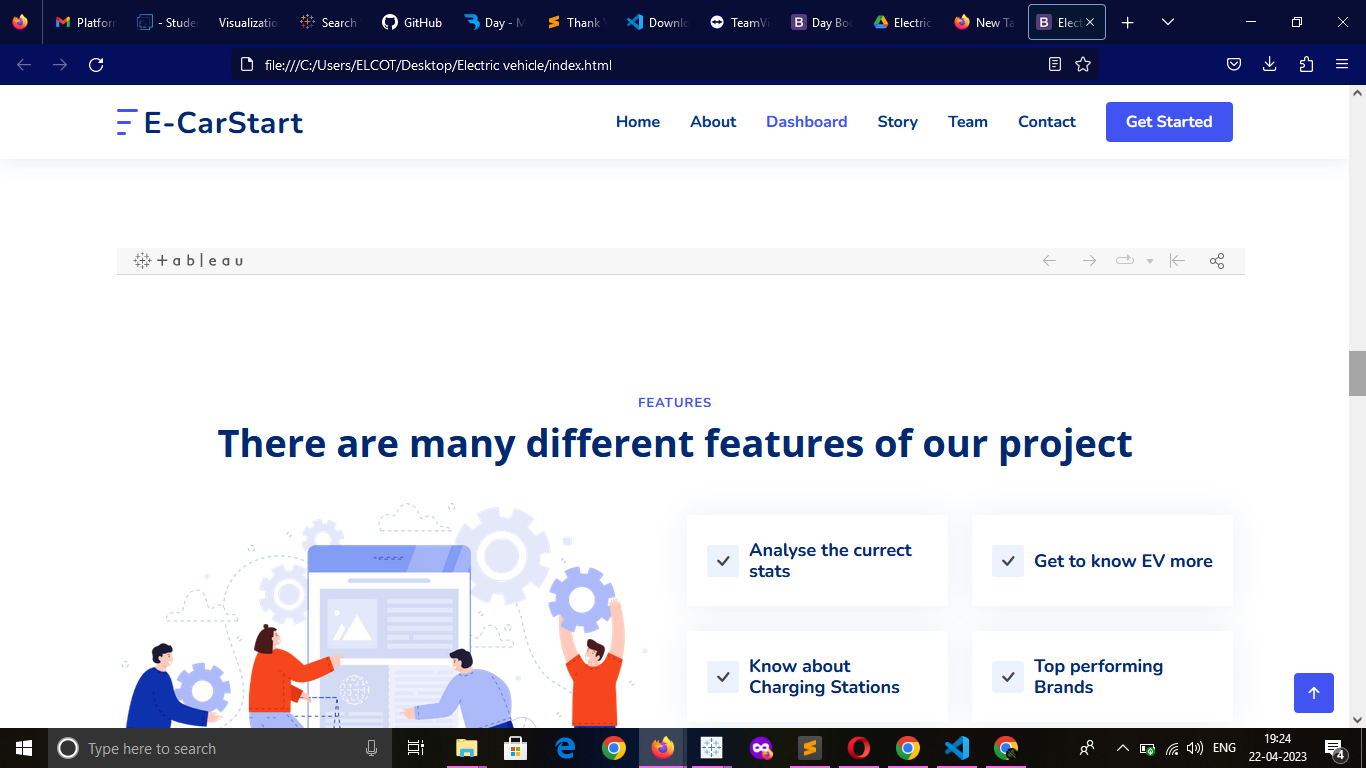 Platform
- Stude
Visualizatio
Search
GitHub
Day - M
Thank
Downlo
TeamVi
Day Boo
Electric
New Ta
Elect
file:///C:/Users/ELCOT/Desktop/Electric vehicle/index.html
E-CarStart
Home
About
Dashboard
Story
Team
Contact
Get Started
tableau
FEATURES
There are many different features of our project
Analyse the currect
stats
Get to know EV more
Know about
Charging Stations
Top performing
Brands
Type here to search
ENG
19:24
22-04-2023
4